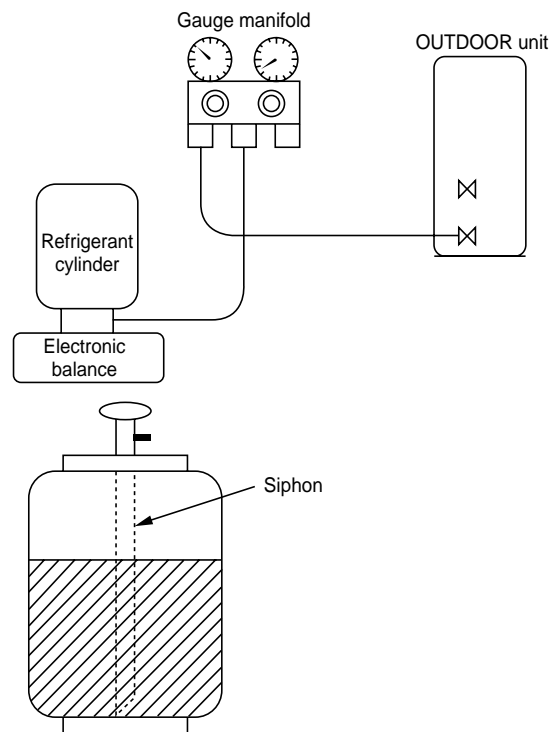 Gauge manifold
OUTDOOR unit
Refrigerant
cylinder
Electronic
balance
Siphon